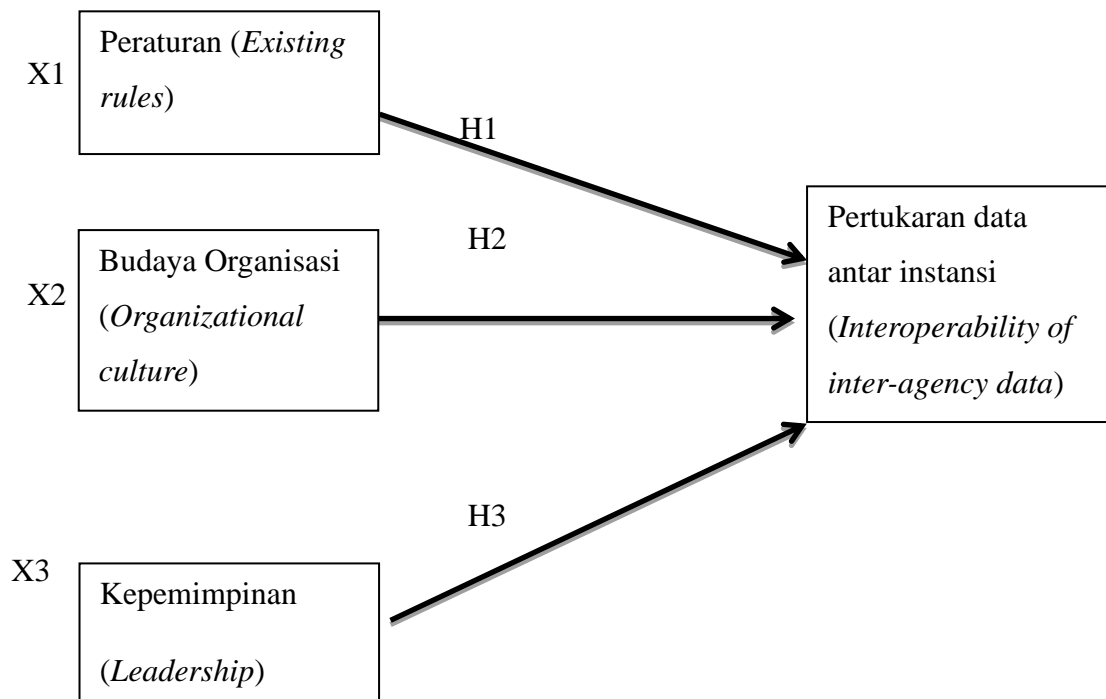 X1
Peraturan (Existing
rules)
H1
X2
Budaya Organisasi
(Organizational
culture)
H2
X3
Kepemimpinan
(Leadership)
H3
Pertukaran data
antar instansi
(Interoperability of
inter-agency data)